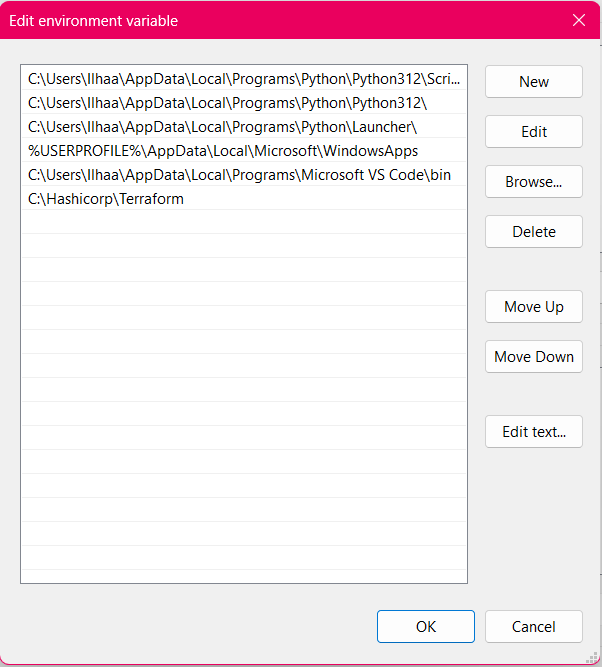 Edit environment variable
C:\Users\Ilhaa\AppData\Local\Programs\Python\Python312\Scri...
C:\Users\Ilhaa\AppData\Local\Programs\Python\Python312\
C:\Users\Ilhaa\AppData\Local\Programs\Python\Launcher\
%USERPROFILE%\AppData\Local\Microsoft\WindowsApps
C:\Users\Ilhaa\AppData\Local\Programs\Microsoft VS Code\bin
C:\Hashicorp\Terraform
New
Edit
Browse...
Delete
Move Up
Move Down
Edit text...
OK
Cancel